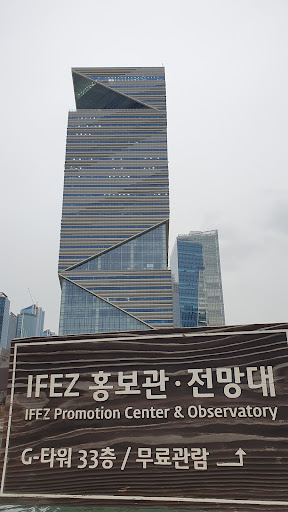 IFEZ 홍보관·전망대
IFEZ Promotion Center & Observatory
G-타워 33층 / 무료관람